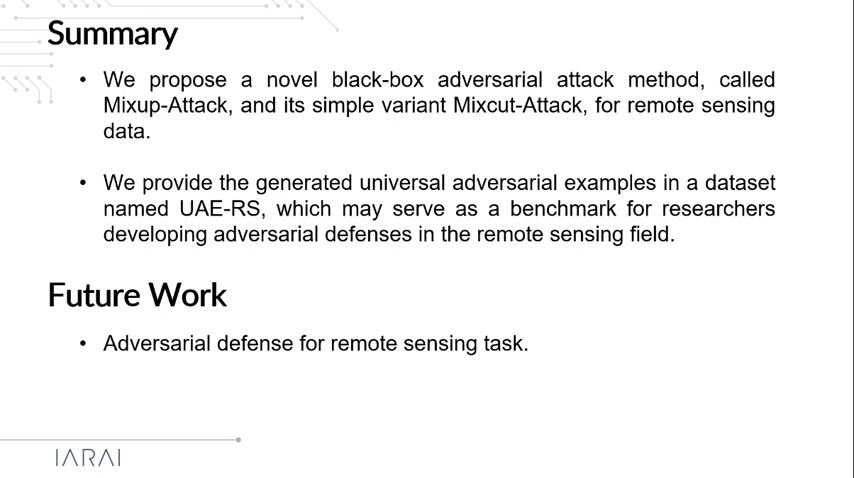 Summary
• We propose a novel black-box adversarial attack method, called
Mixup-Attack, and its simple variant Mixcut-Attack, for remote sensing
data.
• We provide the generated universal adversarial examples in a dataset
named UAE-RS, which may serve as a benchmark for researchers
developing adversarial defenses in the remote sensing field.
Future Work
• Adversarial defense for remote sensing task.
IARAI